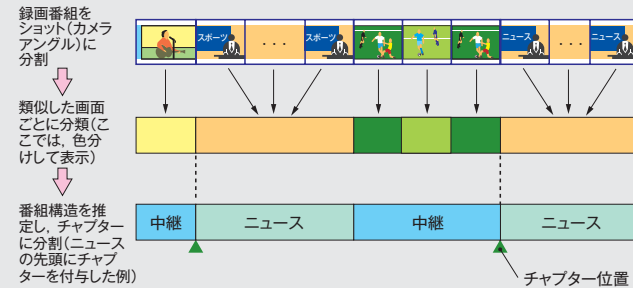 録画番組を
ショット(カメラ
アングル)に
分割
スポーツ
...
スポーツ
ニュース
...
ニュース
類似した画面
ごとに分類(こ
こでは, 色分
けして表示)
番組構造を推
定し, チャプター
に分割(ニュース
の先頭にチャプ
ターを付与した例)
中継
ニュース
中継
ニュース
チャプター位置